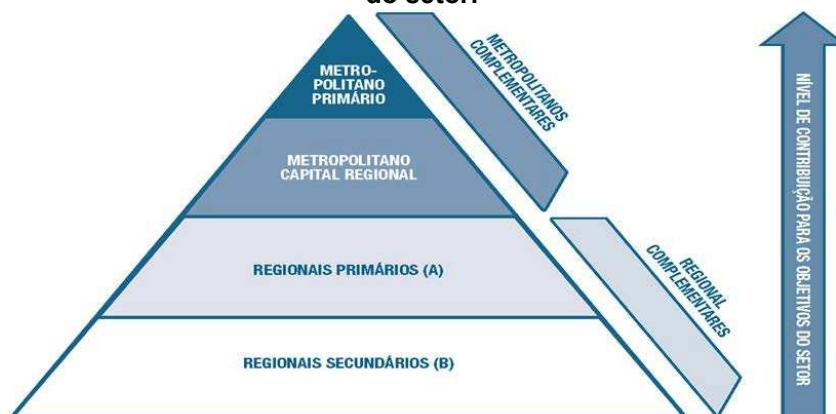 do setor.
METRO-
POLITANO
PRIMÁRIO
METROPOLITANO
CAPITAL REGIONAL
REGIONAIS PRIMÁRIOS (A)
REGIONAIS SECUNDÁRIOS (B)
METROPOLITANOS
COMPLEMENTARES
REGIONAL
COMPLEMENTARES
NÍVEL DE CONTRIBUIÇÃO PARA OS OBJETIVOS DO SETOR